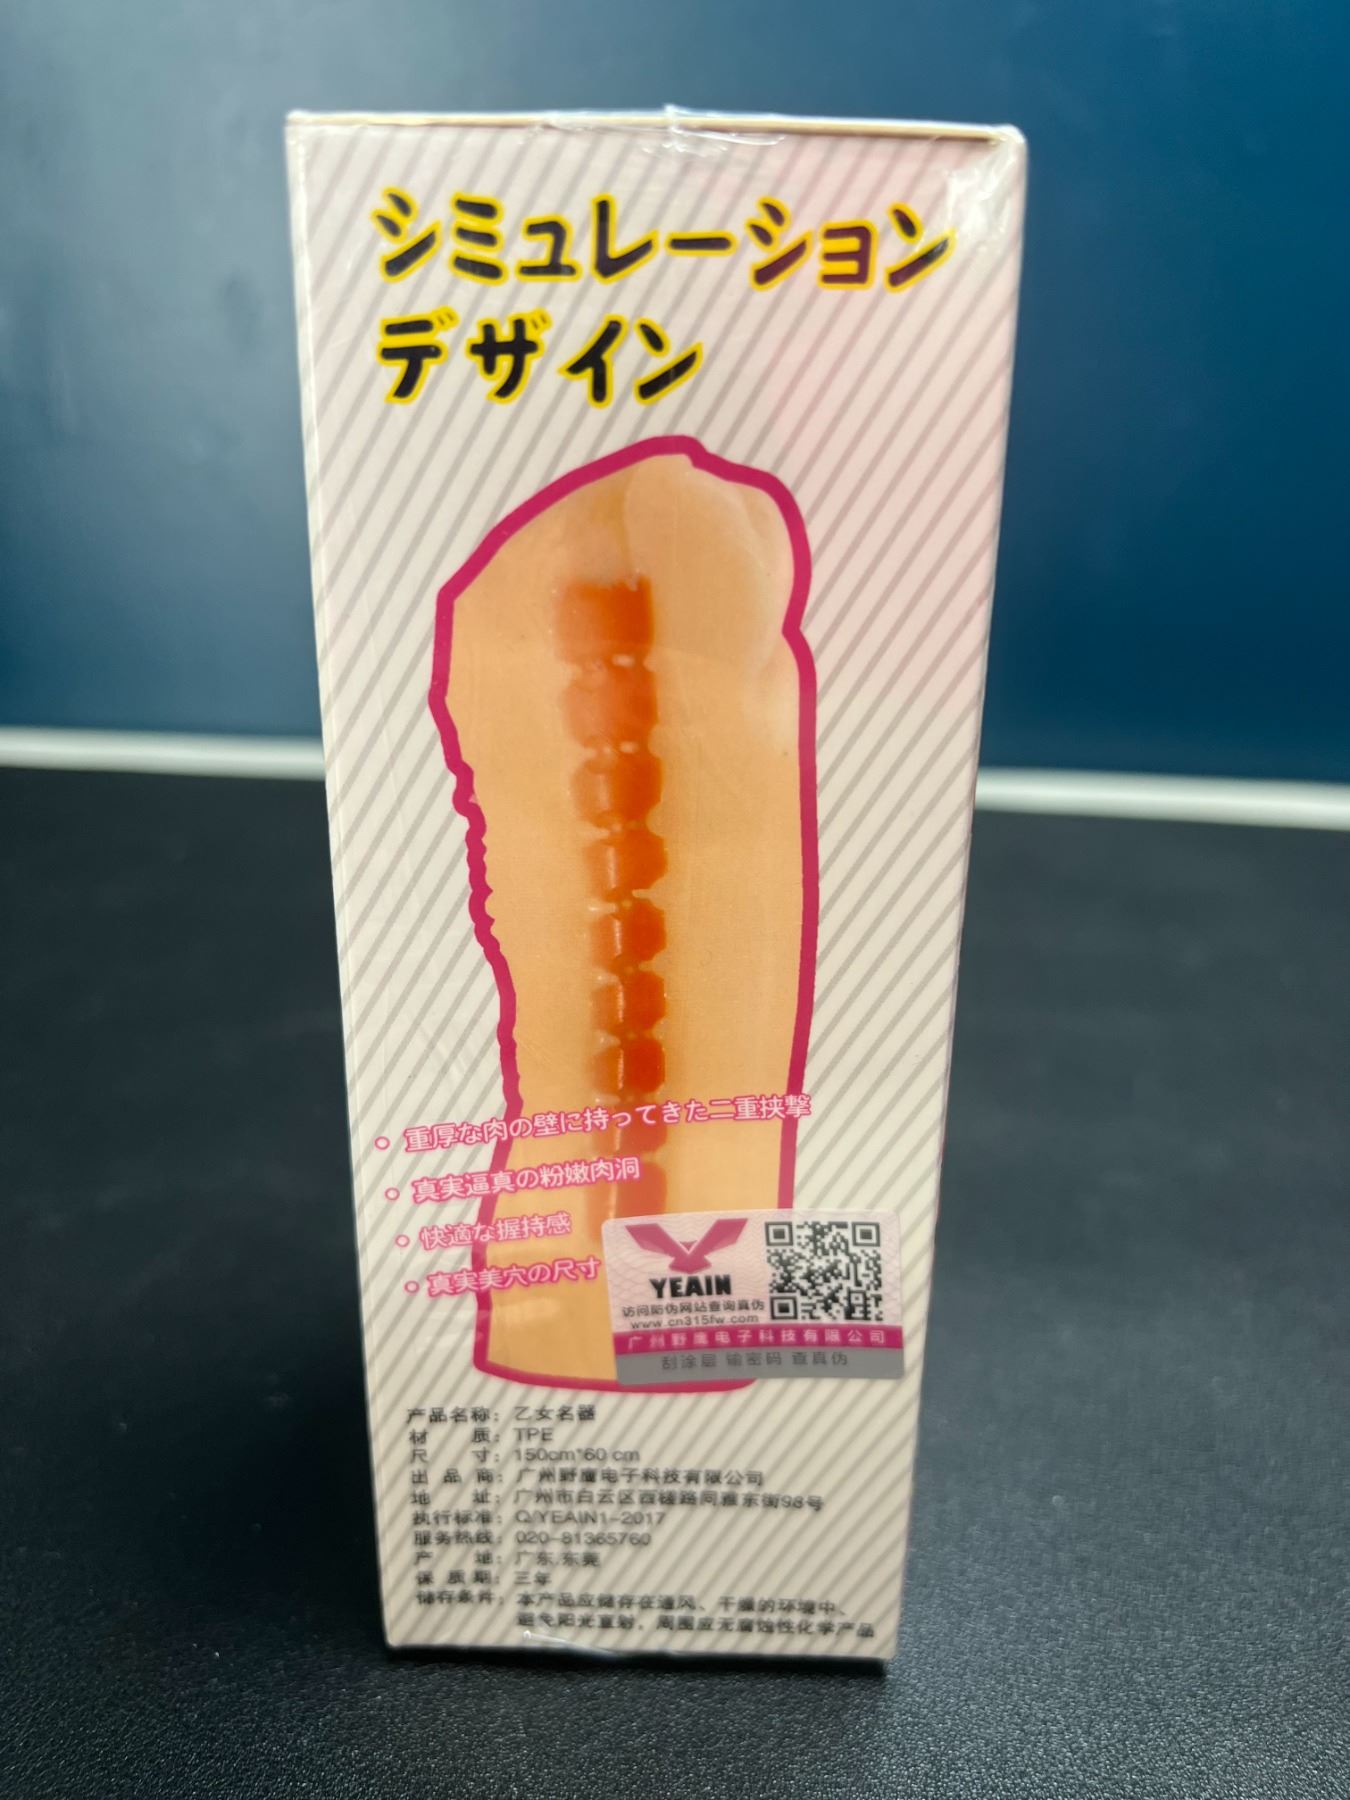 シミュレーション
デザイン
重厚な肉の壁に持ってきた二重挟撃
真実逼真の粉嫩肉洞
快適な握持感
真実美穴の尺寸
YEAIN
访问防伪网站查询真伪
www.cn315fw.com
广州野鹰电子科技有限公司
刮涂层 输密码 查真伪
产品名称：乙女名器
材　　质：TPE
尺　　寸：150cm*60 cm
出 品 商：广州野鹰电子科技有限公司
地　　址：广州市白云区西槎路同雅东街98号
执行标准：Q/YEAIN1-2017
服务热线：020-81365760
产　　地：广东.东莞
保 质 期：三年
储存条件：本产品应储存在通风、干燥的环境中、
避免阳光直射，周围应无腐蚀性化学产品